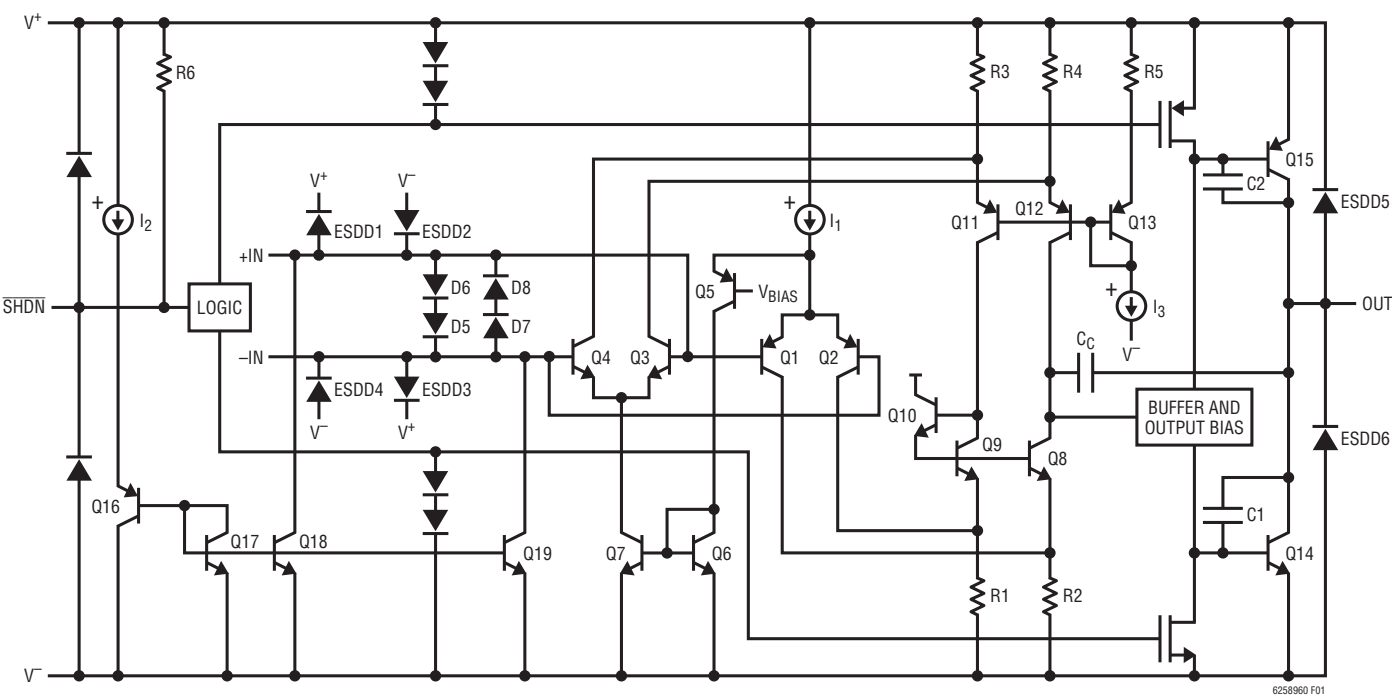 V+
R6
R3
R4
R5
Q15
C2
V+
V−
+
I2
ESDD1
ESDD2
+
I1
Q11
Q12
Q13
ESDD5
+IN
D6
D8
Q5
VBIAS
+
I3
SHDN
LOGIC
OUT
D5
D7
V−
−IN
Q4
Q3
Q1
Q2
CC
ESDD4
ESDD3
V−
V+
Q10
BUFFER AND
OUTPUT BIAS
Q9
Q8
ESDD6
Q16
C1
Q17
Q18
Q19
Q7
Q6
Q14
R1
R2
V−
6258960 F01